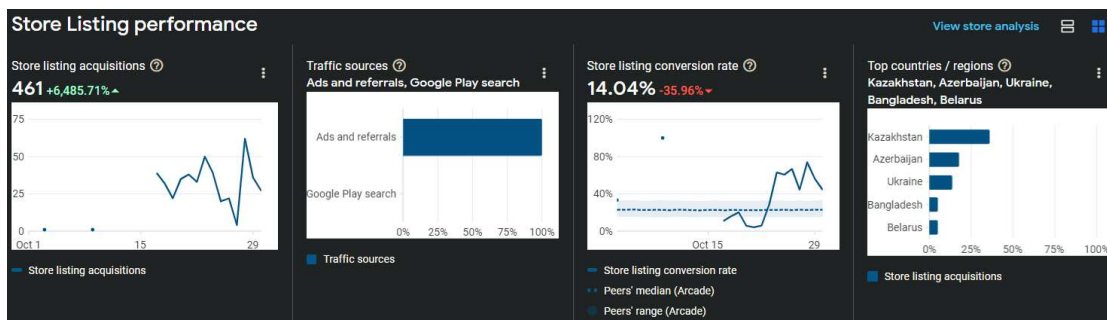 Store Listing performance
View store analysis
Store listing acquisitions
461 +6,485.71%
75
50
25
0
Oct 1 15 29
Store listing acquisitions
Traffic sources
Ads and referrals, Google Play search
Ads and referrals
Google Play search
0% 25% 50% 75% 100%
Traffic sources
Store listing conversion rate
14.04% -35.96%
120%
80%
40%
0%
Oct 15 29
Store listing conversion rate
Peers' median (Arcade)
Peers' range (Arcade)
Top countries / regions
Kazakhstan, Azerbaijan, Ukraine,
Bangladesh, Belarus
Kazakhstan
Azerbaijan
Ukraine
Bangladesh
Belarus
0% 25% 50% 75% 100%
Store listing acquisitions